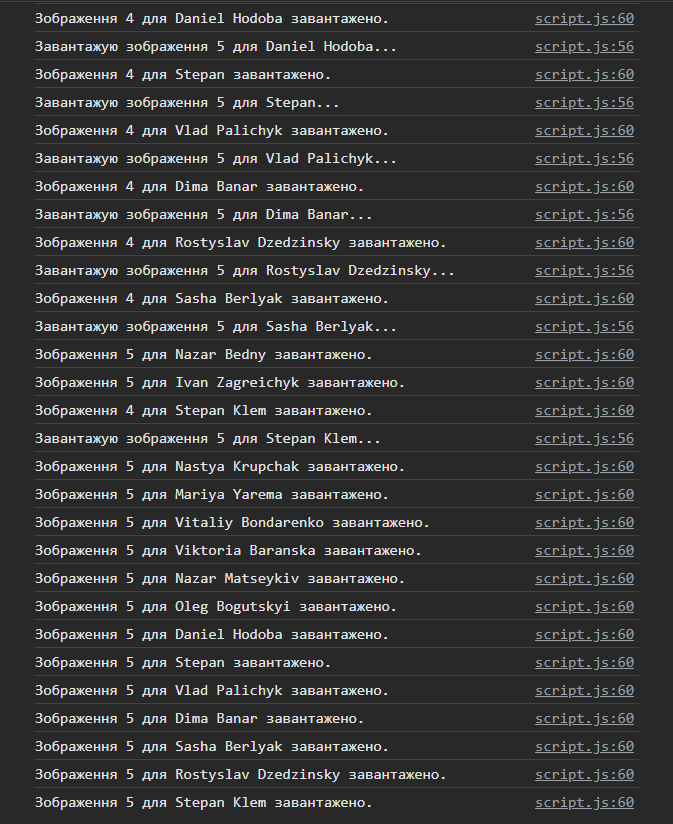 Зображення 4 для Daniel Hodoba завантажено. script.js:60
Завантажую зображення 5 для Daniel Hodoba... script.js:56
Зображення 4 для Stepan завантажено. script.js:60
Завантажую зображення 5 для Stepan... script.js:56
Зображення 4 для Vlad Palichyk завантажено. script.js:60
Завантажую зображення 5 для Vlad Palichyk... script.js:56
Зображення 4 для Dima Banar завантажено. script.js:60
Завантажую зображення 5 для Dima Banar... script.js:56
Зображення 4 для Rostyslav Dzedzinsky завантажено. script.js:60
Завантажую зображення 5 для Rostyslav Dzedzinsky... script.js:56
Зображення 4 для Sasha Berlyak завантажено. script.js:60
Завантажую зображення 5 для Sasha Berlyak... script.js:56
Зображення 5 для Nazar Bedny завантажено. script.js:60
Зображення 5 для Ivan Zagreichyk завантажено. script.js:60
Зображення 4 для Stepan Klem завантажено. script.js:60
Завантажую зображення 5 для Stepan Klem... script.js:56
Зображення 5 для Nastya Krupchak завантажено. script.js:60
Зображення 5 для Mariya Yarema завантажено. script.js:60
Зображення 5 для Vitaliy Bondarenko завантажено. script.js:60
Зображення 5 для Viktoria Baranska завантажено. script.js:60
Зображення 5 для Nazar Matseykiv завантажено. script.js:60
Зображення 5 для Oleg Bogutskyi завантажено. script.js:60
Зображення 5 для Daniel Hodoba завантажено. script.js:60
Зображення 5 для Stepan завантажено. script.js:60
Зображення 5 для Vlad Palichyk завантажено. script.js:60
Зображення 5 для Dima Banar завантажено. script.js:60
Зображення 5 для Sasha Berlyak завантажено. script.js:60
Зображення 5 для Rostyslav Dzedzinsky завантажено. script.js:60
Зображення 5 для Stepan Klem завантажено. script.js:60